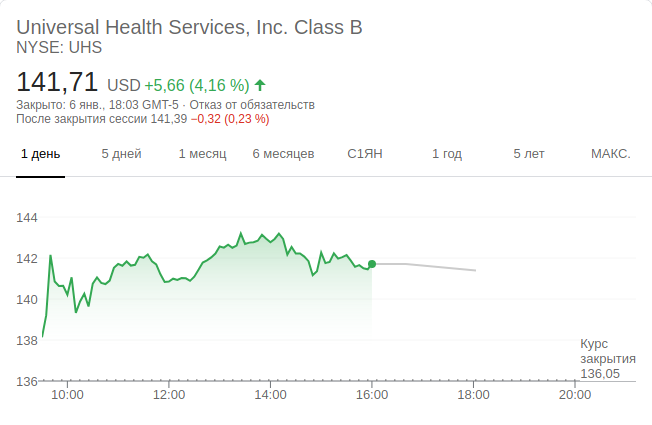 Universal Health Services, Inc. Class B
NYSE: UHS
141,71 USD +5,66 (4,16 %)
Закрыто: 6 янв., 18:03 GMT-5 · Отказ от обязательств
После закрытия сессии 141,39 −0,32 (0,23 %)
1 день 5 дней 1 месяц 6 месяцев С1ЯН 1 год 5 лет МАКС.
144
142
140
138
Курс
закрытия
136,05
136
10:00 12:00 14:00 16:00 18:00 20:00